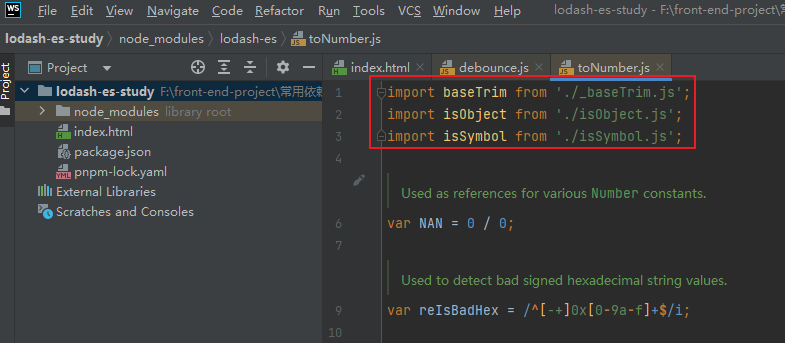 WS File Edit View Navigate Code Refactor Run Tools VCS Window Help lodash-es-study - F:\front-end-project\常
lodash-es-study > node_modules > lodash-es > JS toNumber.js
Project
Project
index.html debounce.js toNumber.js
lodash-es-study F:\front-end-project\常用依赖
node_modules library root
index.html
package.json
pnpm-lock.yaml
External Libraries
Scratches and Consoles
1 import baseTrim from './_baseTrim.js';
2 import isObject from './isObject.js';
3 import isSymbol from './isSymbol.js';
4
Used as references for various Number constants.
6 var NAN = 0 / 0;
7
Used to detect bad signed hexadecimal string values.
9 var reIsBadHex = /^[-+]0x[0-9a-f]+$/i;
10